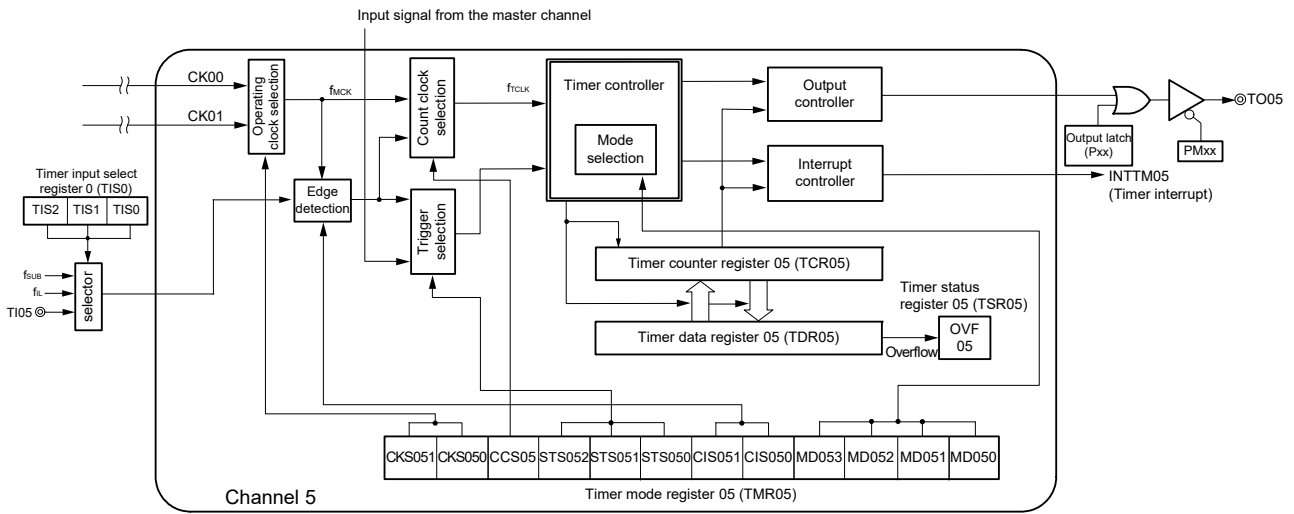 Input signal from the master channel
CK00
CK01
Operating
clock selection
fMCK
Count clock
selection
fTCLK
Timer controller
Mode
selection
Output
controller
Interrupt
controller
TO05
Output latch
(Pxx)
PMxx
INTTM05
(Timer interrupt)
Timer input select
register 0 (TIS0)
TIS2 TIS1 TIS0
Edge
detection
Trigger
selection
fSUB
fIL
TI05
selector
Timer counter register 05 (TCR05)
Timer data register 05 (TDR05)
Timer status
register 05 (TSR05)
OVF
05
Overflow
CKS051 CKS050 CCS05 STS052 STS051 STS050 CIS051 CIS050 MD053 MD052 MD051 MD050
Timer mode register 05 (TMR05)
Channel 5